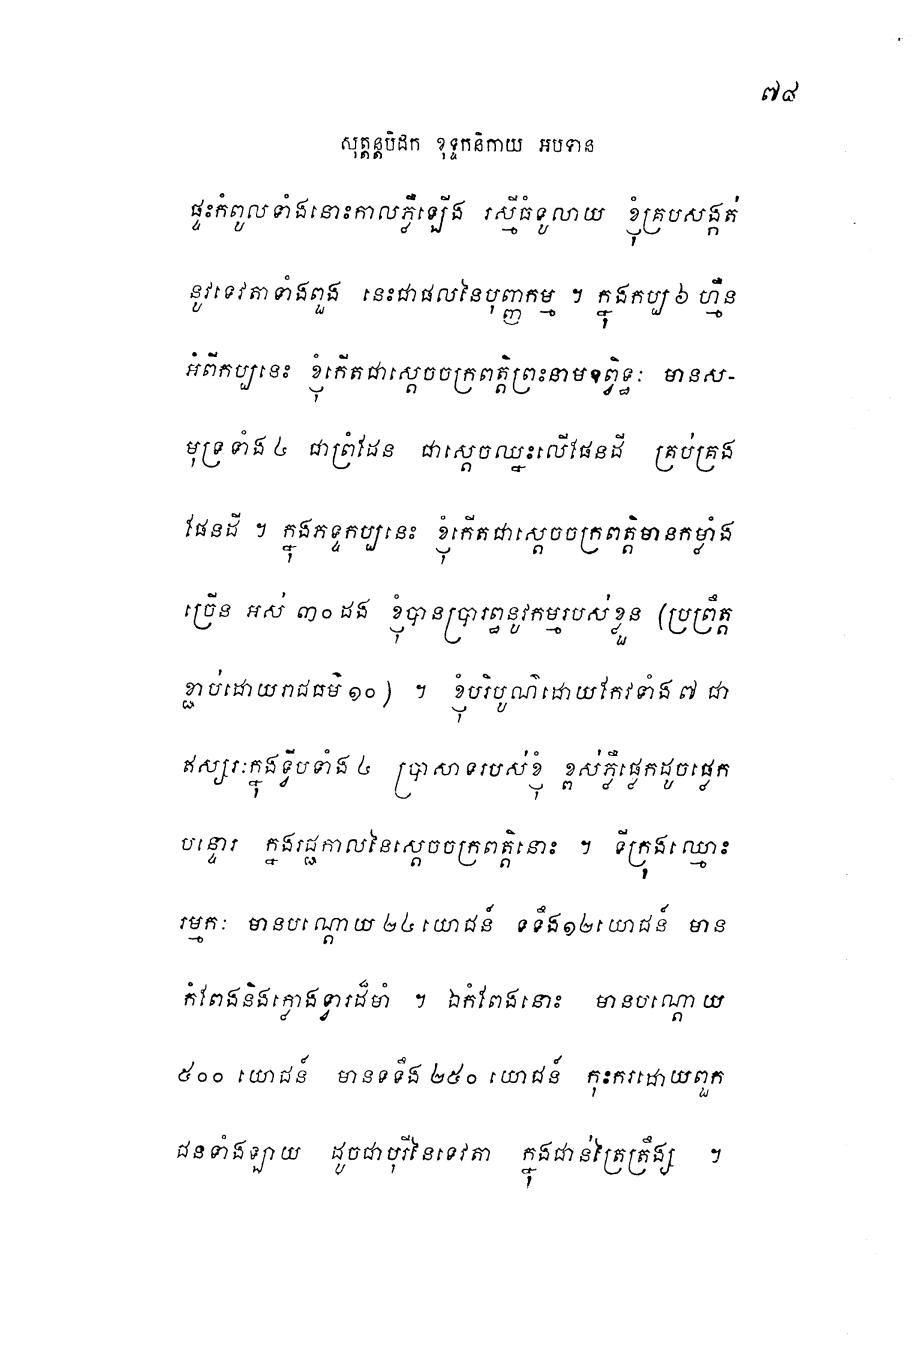 ៧៤
សុត្តន្តបិដក ខុទ្ទកនិកាយ អបទាន
ផ្ទះកំពូលទាំងនោះកាលភ្លឺឡើង រស្មីធំទូលាយ ខ្ញុំគ្របសង្កត់
នូវទេវតាទាំងពួង នេះជាផលនៃបុញ្ញកម្ម ។ ក្នុងកប្ប ៦ ហ្មឺន
អំពីកប្បនេះ ខ្ញុំកើតជាស្តេចចក្រពត្តិព្រះនាមឧព្វិទ្ធៈ មានស-
មុទ្រទាំង ៤ ជាព្រំដែន ជាស្តេចឈ្នះលើផែនដី គ្រប់គ្រង
ផែនដី ។ ក្នុងភទ្ទកប្បនេះ ខ្ញុំកើតជាស្តេចចក្រពត្តិមានកម្លាំង
ច្រើន អស់ ៣០ ដង ខ្ញុំបានប្រារព្ធនូវកម្មរបស់ខ្លួន (ប្រព្រឹត្ត
ខ្ជាប់ដោយរាជធម៌ ១០) ។ ខ្ញុំបរិបូណ៌ដោយកែវទាំង ៧ ជា
ឥស្សរៈក្នុងទ្វីបទាំង ៤ ប្រាសាទរបស់ខ្ញុំ ខ្ពស់ភ្លឺផ្លេកដូចផ្លេក
បន្ទោរ ក្នុងរជ្ជកាលនៃស្តេចចក្រពត្តិនោះ ។ ទីក្រុងឈ្មោះ
រម្មកៈ មានបណ្តោយ ២៤ យោជន៍ ទទឹង១២យោជន៍ មាន
កំពែងនិងក្លោងទ្វារដ៏មាំ ។ ឯកំពែងនោះ មានបណ្តោយ
៥០០ យោជន៍ មានទទឹង ២៥០ យោជន៍ កុះករដោយពួក
ជនទាំងឡាយ ដូចជាបុរីនៃទេវតា ក្នុងជាន់ត្រៃត្រឹង្ស ។